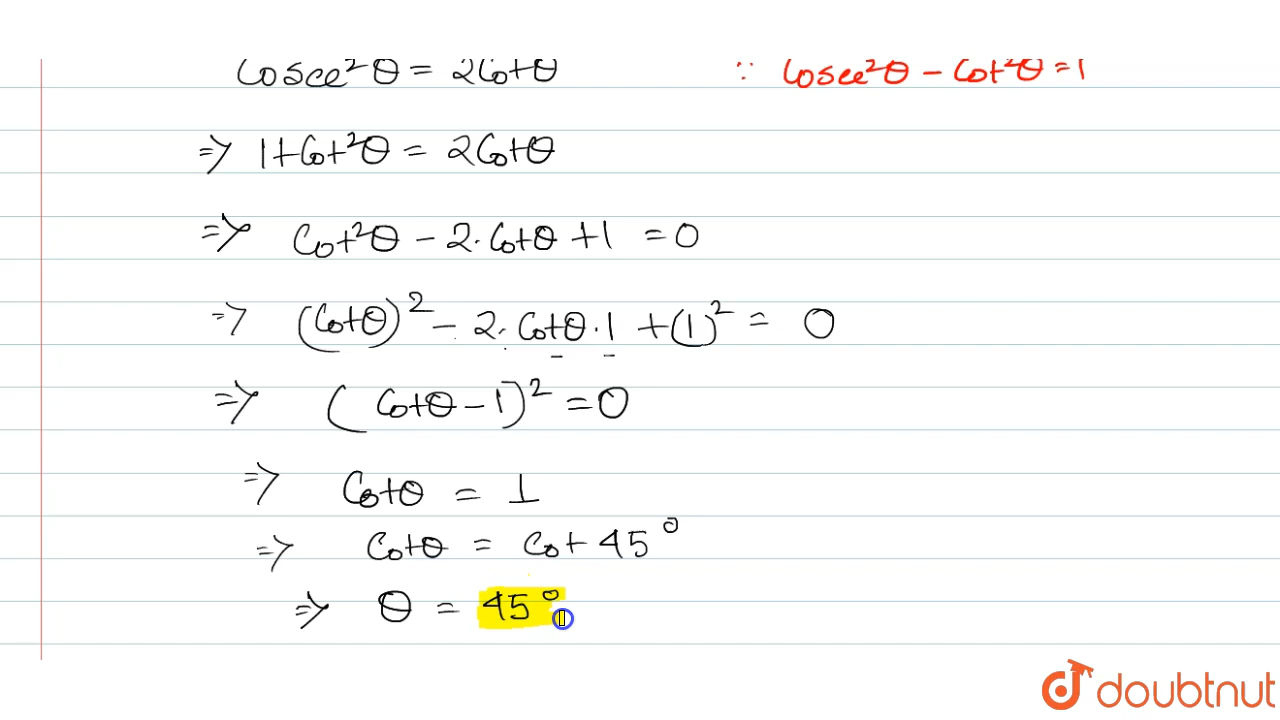 Cosec²θ = 2Cotθ ∵ Cosec²θ - Cot²θ = 1
=> 1+Cot²θ = 2Cotθ
=> Cot²θ - 2.Cotθ + 1 = 0
=> (Cotθ)² - 2.Cotθ.1 + (1)² = 0
=> (Cotθ - 1)² = 0
=> Cotθ = 1
=> Cotθ = Cot 45°
=> θ = 45°
doubtnut